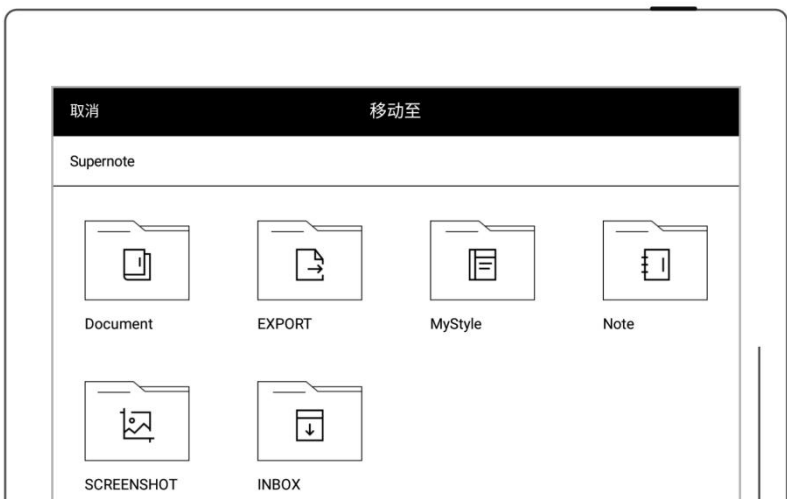 取消 移动至
Supernote
Document EXPORT MyStyle Note
SCREENSHOT INBOX